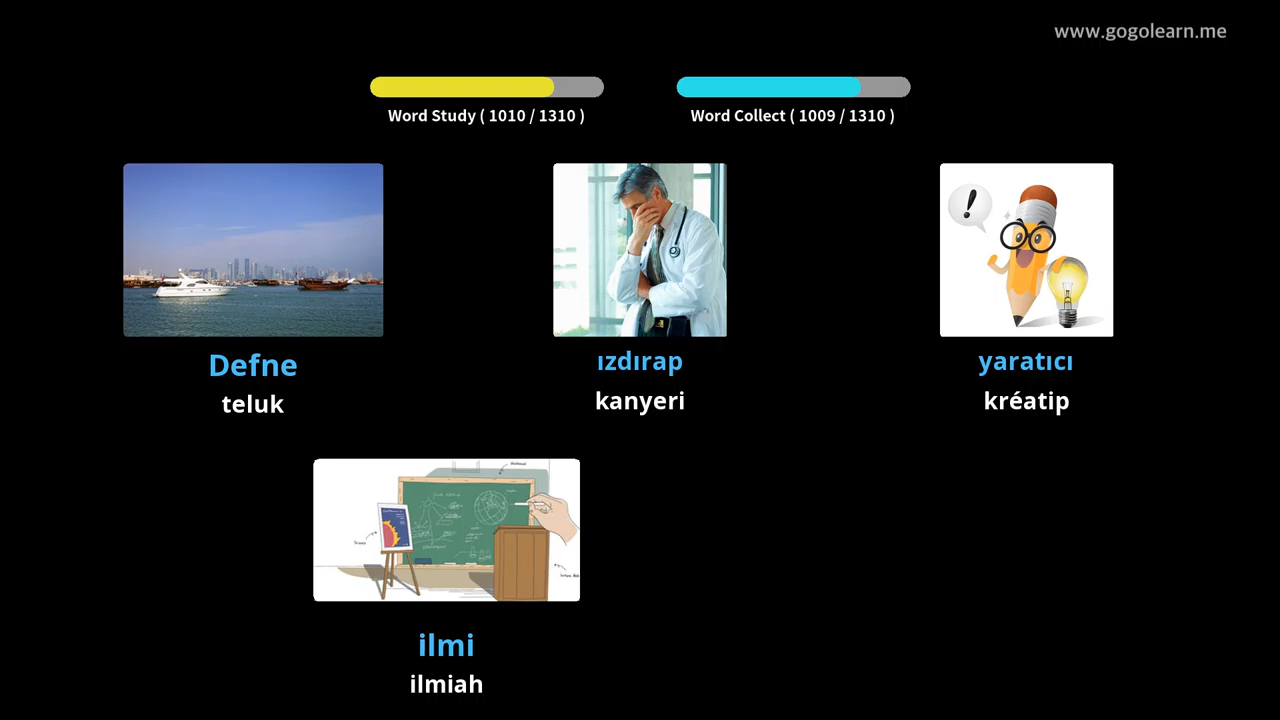 www.gogolearn.me
Word Study ( 1010 / 1310 )
Word Collect ( 1009 / 1310 )
Defne
teluk
ızdırap
kanyeri
yaratıcı
kréatip
ilmi
ilmiah